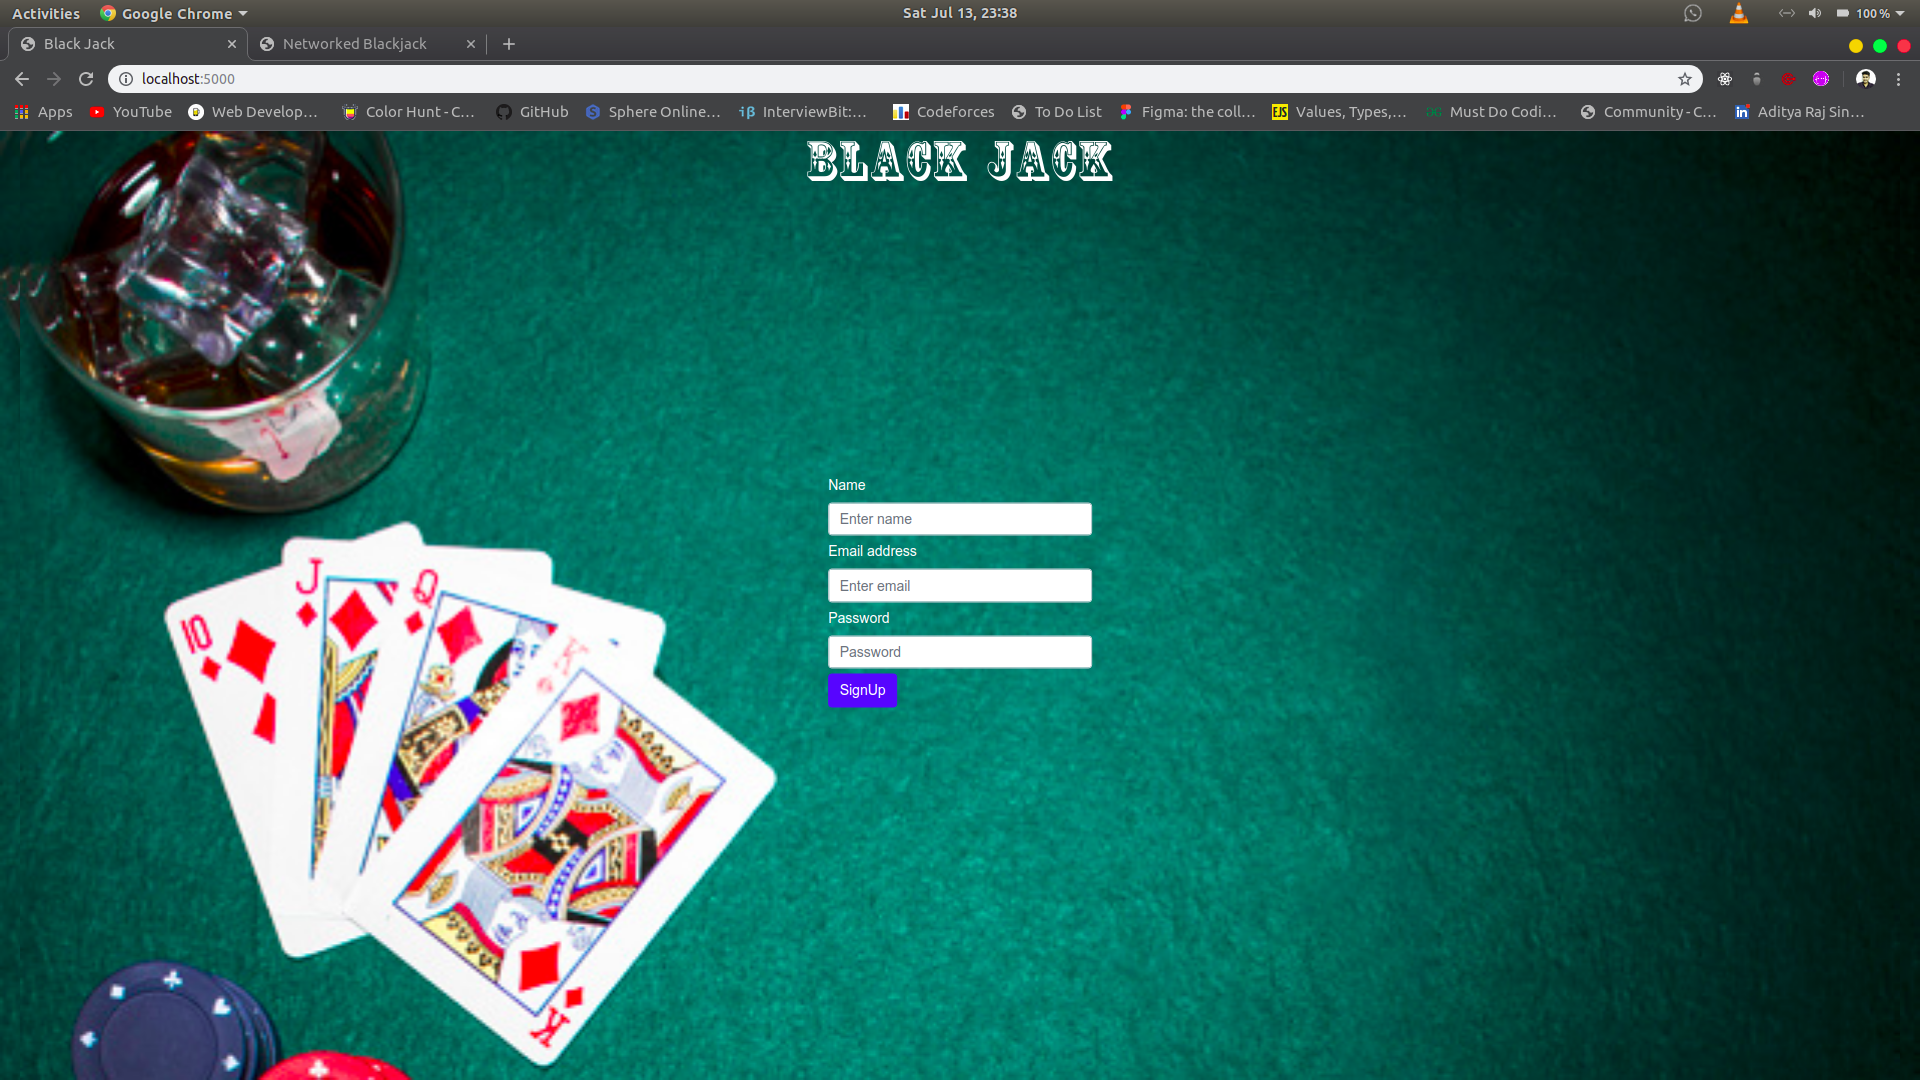 Activities Google Chrome Sat Jul 13, 23:38 100%
Black Jack Networked Blackjack
localhost:5000
Apps YouTube Web Develop… Color Hunt - C… GitHub Sphere Online… InterviewBit:… Codeforces To Do List Figma: the coll… EJS Values, Types,… Must Do Codi… Community - C… Aditya Raj Sin…
BLACK JACK
Name
Enter name
Email address
Enter email
Password
Password
SignUp
10
J
Q
K
K